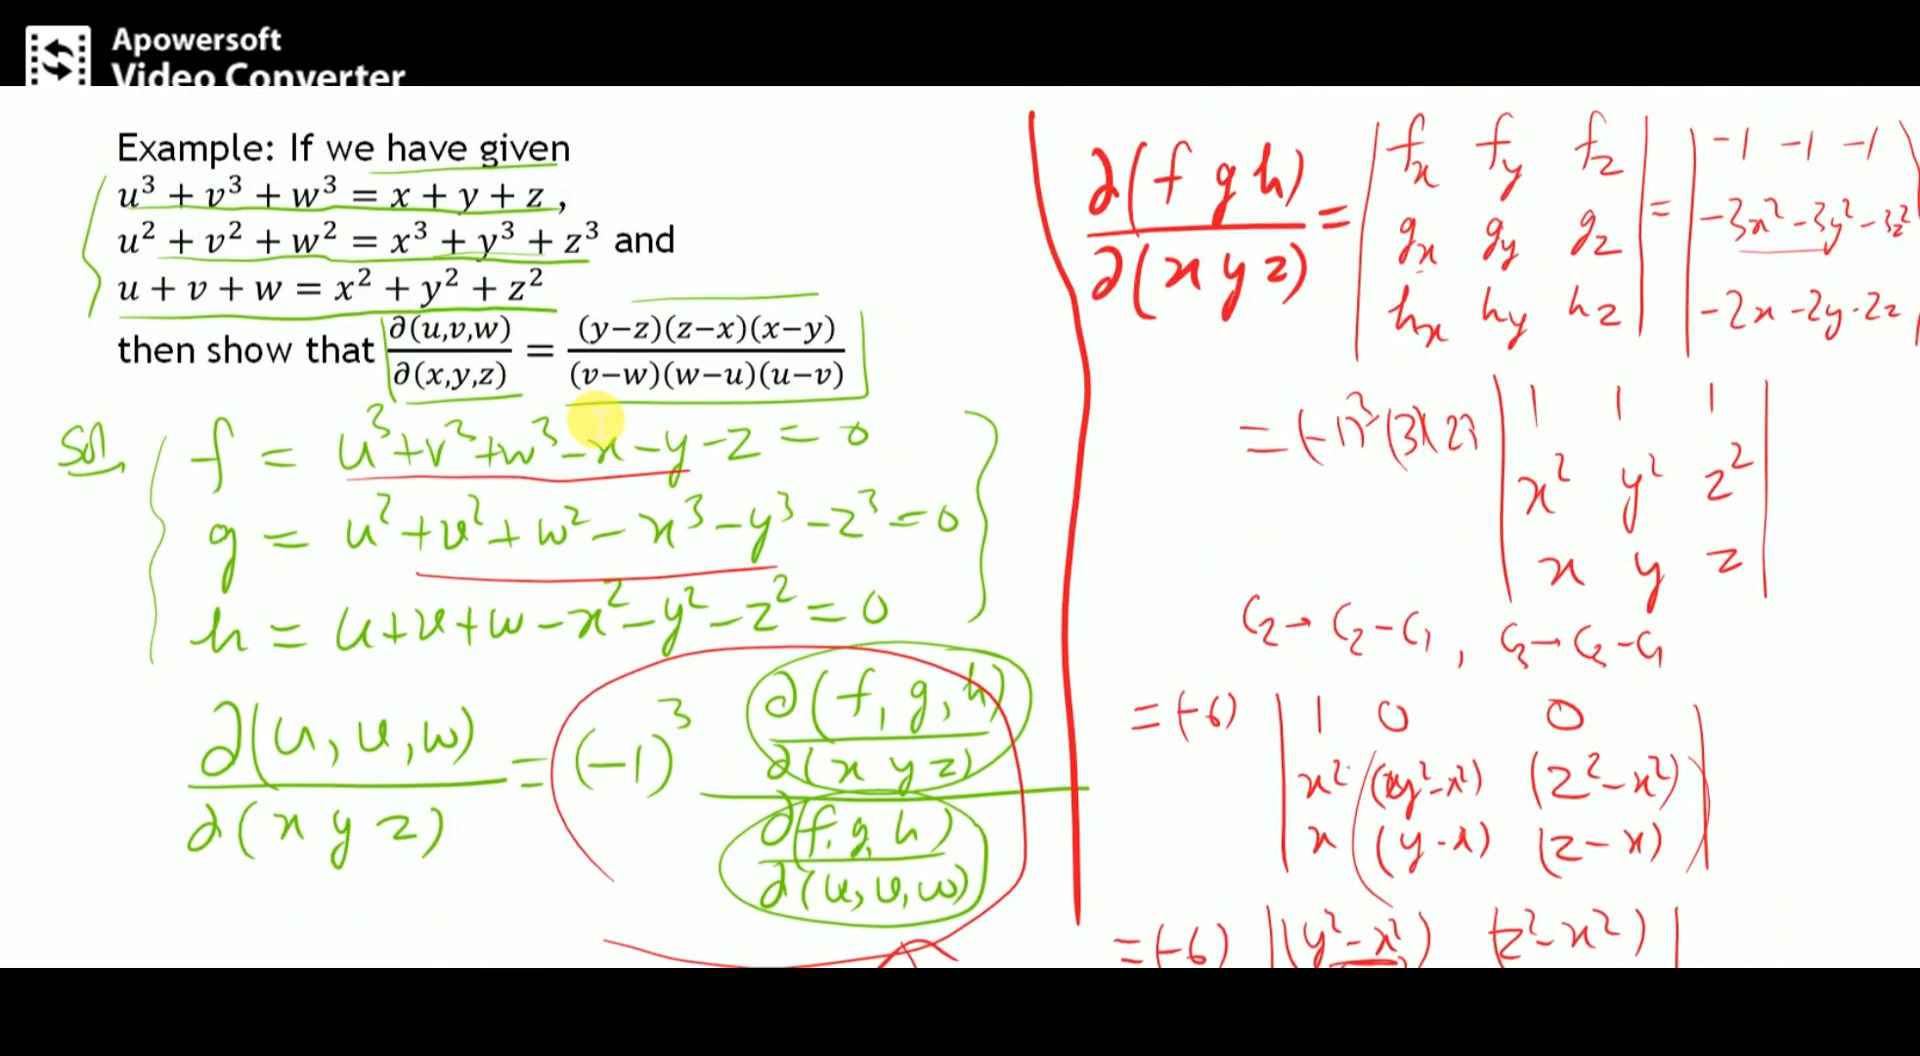 Apowersoft
Video Converter
Example: If we have given
u³ + v³ + w³ = x + y + z ,
u² + v² + w² = x³ + y³ + z³ and
u + v + w = x² + y² + z²
then show that ∂(u,v,w)/∂(x,y,z) = (y−z)(z−x)(x−y)/(v−w)(w−u)(u−v)
Sol
f = u³+v³+w³−x−y−z = 0
g = u²+v²+w²−x³−y³−z³=0
h = u+v+w−x²−y²−z²=0
∂(u,v,w)/∂(x y z) = (−1)³ ∂(f,g,h)/∂(x y z) / ∂(f,g,h)/∂(u,v,w)
∂(f g h)/∂(x y z) = | fx fy fz | = | −1 −1 −1 |
| gx gy gz | | −3x² −3y² −3z² |
| hx hy hz | | −2x −2y -2z |
= (−1)³ (3)(2) | 1 1 1 |
| x² y² z² |
| x y z |
C₂→ C₂−C₁ , C₃→C₃−C₁
= (−6) | 1 0 0 |
| x² (y²−x²) (z²−x²) |
| x (y-x) (z−x) |
= (−6) | (y²−x²) (z²−x²) |